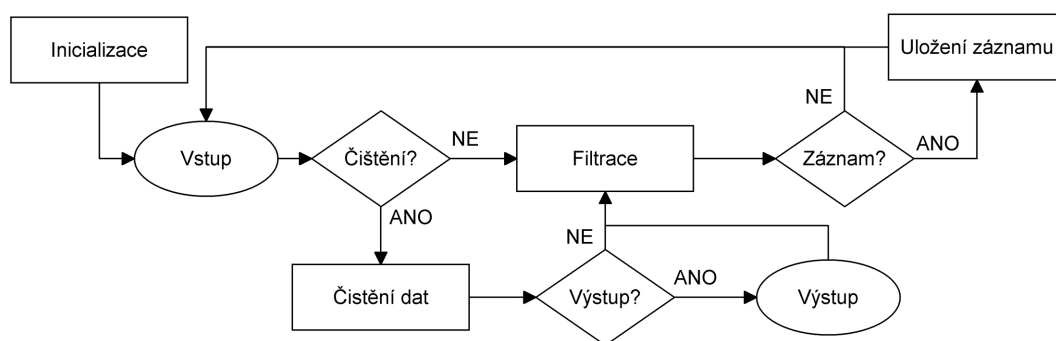 Inicializace
Uložení záznamu
NE
Vstup
Čištění?
NE
Filtrace
Záznam?
ANO
ANO
NE
Čistění dat
Výstup?
ANO
Výstup